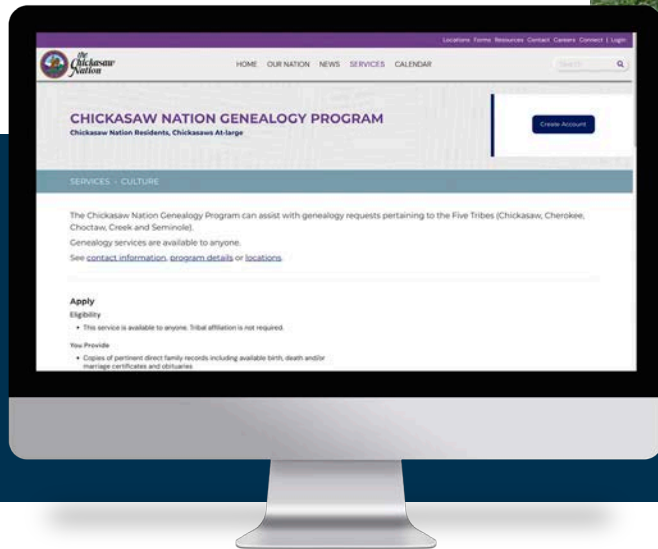 Locations Forms Resources Contact Careers Connect | Login
the
Chickasaw
Nation
HOME OUR NATION NEWS SERVICES CALENDAR
Search
CHICKASAW NATION GENEALOGY PROGRAM
Chickasaw Nation Residents, Chickasaws At-large
Create Account
SERVICES - CULTURE
The Chickasaw Nation Genealogy Program can assist with genealogy requests pertaining to the Five Tribes (Chickasaw, Cherokee,
Choctaw, Creek and Seminole).
Genealogy services are available to anyone.
See contact information, program details or locations.
Apply
Eligibility
• This service is available to anyone. Tribal affiliation is not required.
You Provide
• Copies of pertinent direct family records including available birth, death and/or
marriage certificates and obituaries